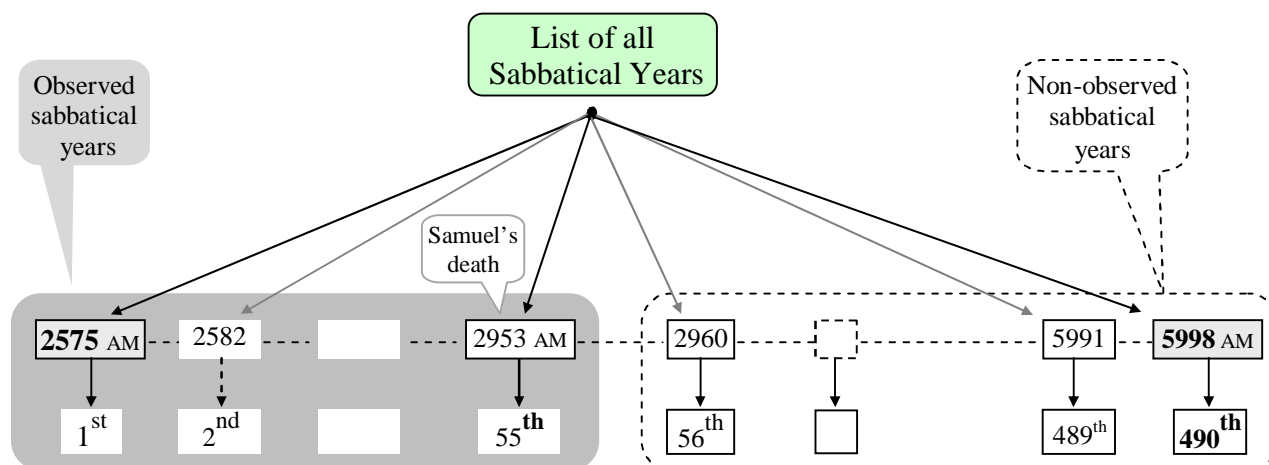 List of all
Sabbatical Years
Observed
sabbatical
years
Non-observed
sabbatical
years
Samuel's
death
2575 AM 2582 2953 AM 2960 5991 5998 AM
1st 2nd 55th 56th 489th 490th